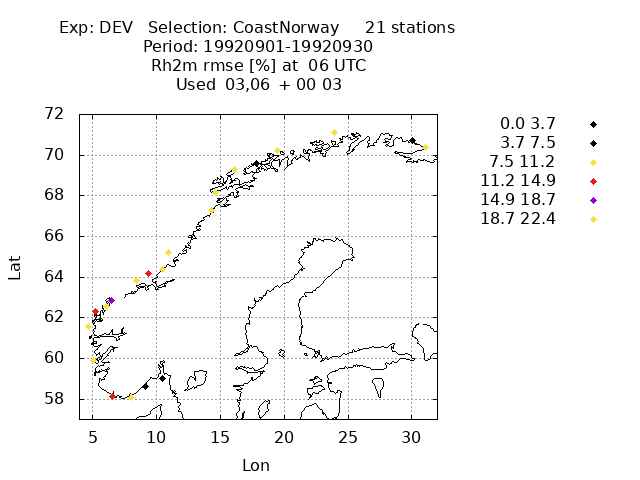 Exp: DEV   Selection: CoastNorway     21 stations
Period: 19920901-19920930
Rh2m rmse [%] at  06 UTC
Used  03,06  + 00 03
72
70
68
66
64
62
60
58
Lat
5 10 15 20 25 30
Lon
0.0 3.7
3.7 7.5
7.5 11.2
11.2 14.9
14.9 18.7
18.7 22.4